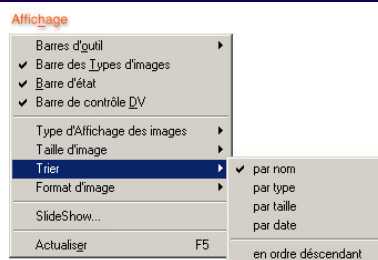 Affichage
Barres d'outil
Barre des Types d'images
Barre d'état
Barre de contrôle DV
Type d'Affichage des images
Taille d'image
Trier
Format d'image
SlideShow...
Actualiser F5
par nom
par type
par taille
par date
en ordre déscendant